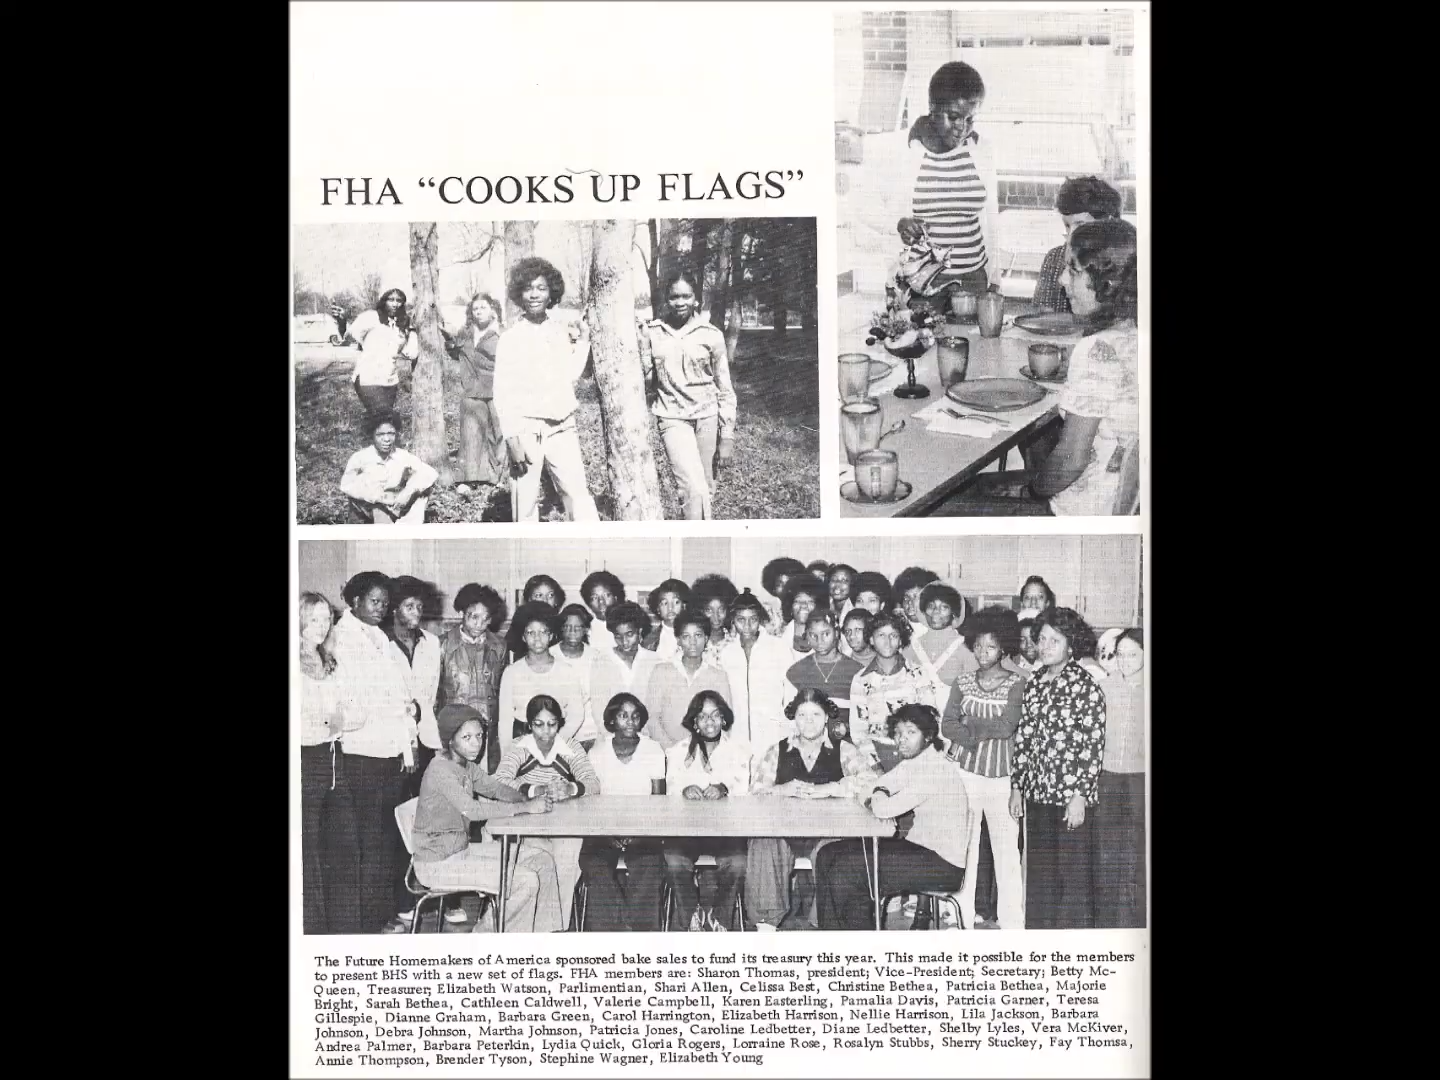 FHA “COOKS UP FLAGS”
The Future Homemakers of America sponsored bake sales to fund its treasury this year. This made it possible for the members
to present BHS with a new set of flags. FHA members are: Sharon Thomas, president; Vice-President; Secretary; Betty Mc-
Queen, Treasurer; Elizabeth Watson, Parlimentian, Shari Allen, Celissa Best, Christine Bethea, Patricia Bethea, Majorie
Bright, Sarah Bethea, Cathleen Caldwell, Valerie Campbell, Karen Easterling, Pamalia Davis, Patricia Garner, Teresa
Gillespie, Dianne Graham, Barbara Green, Carol Harrington, Elizabeth Harrison, Nellie Harrison, Lila Jackson, Barbara
Johnson, Debra Johnson, Martha Johnson, Patricia Jones, Caroline Ledbetter, Diane Ledbetter, Shelby Lyles, Vera McKiver,
Andrea Palmer, Barbara Peterkin, Lydia Quick, Gloria Rogers, Lorraine Rose, Rosalyn Stubbs, Sherry Stuckey, Fay Thomsa,
Annie Thompson, Brender Tyson, Stephine Wagner, Elizabeth Young